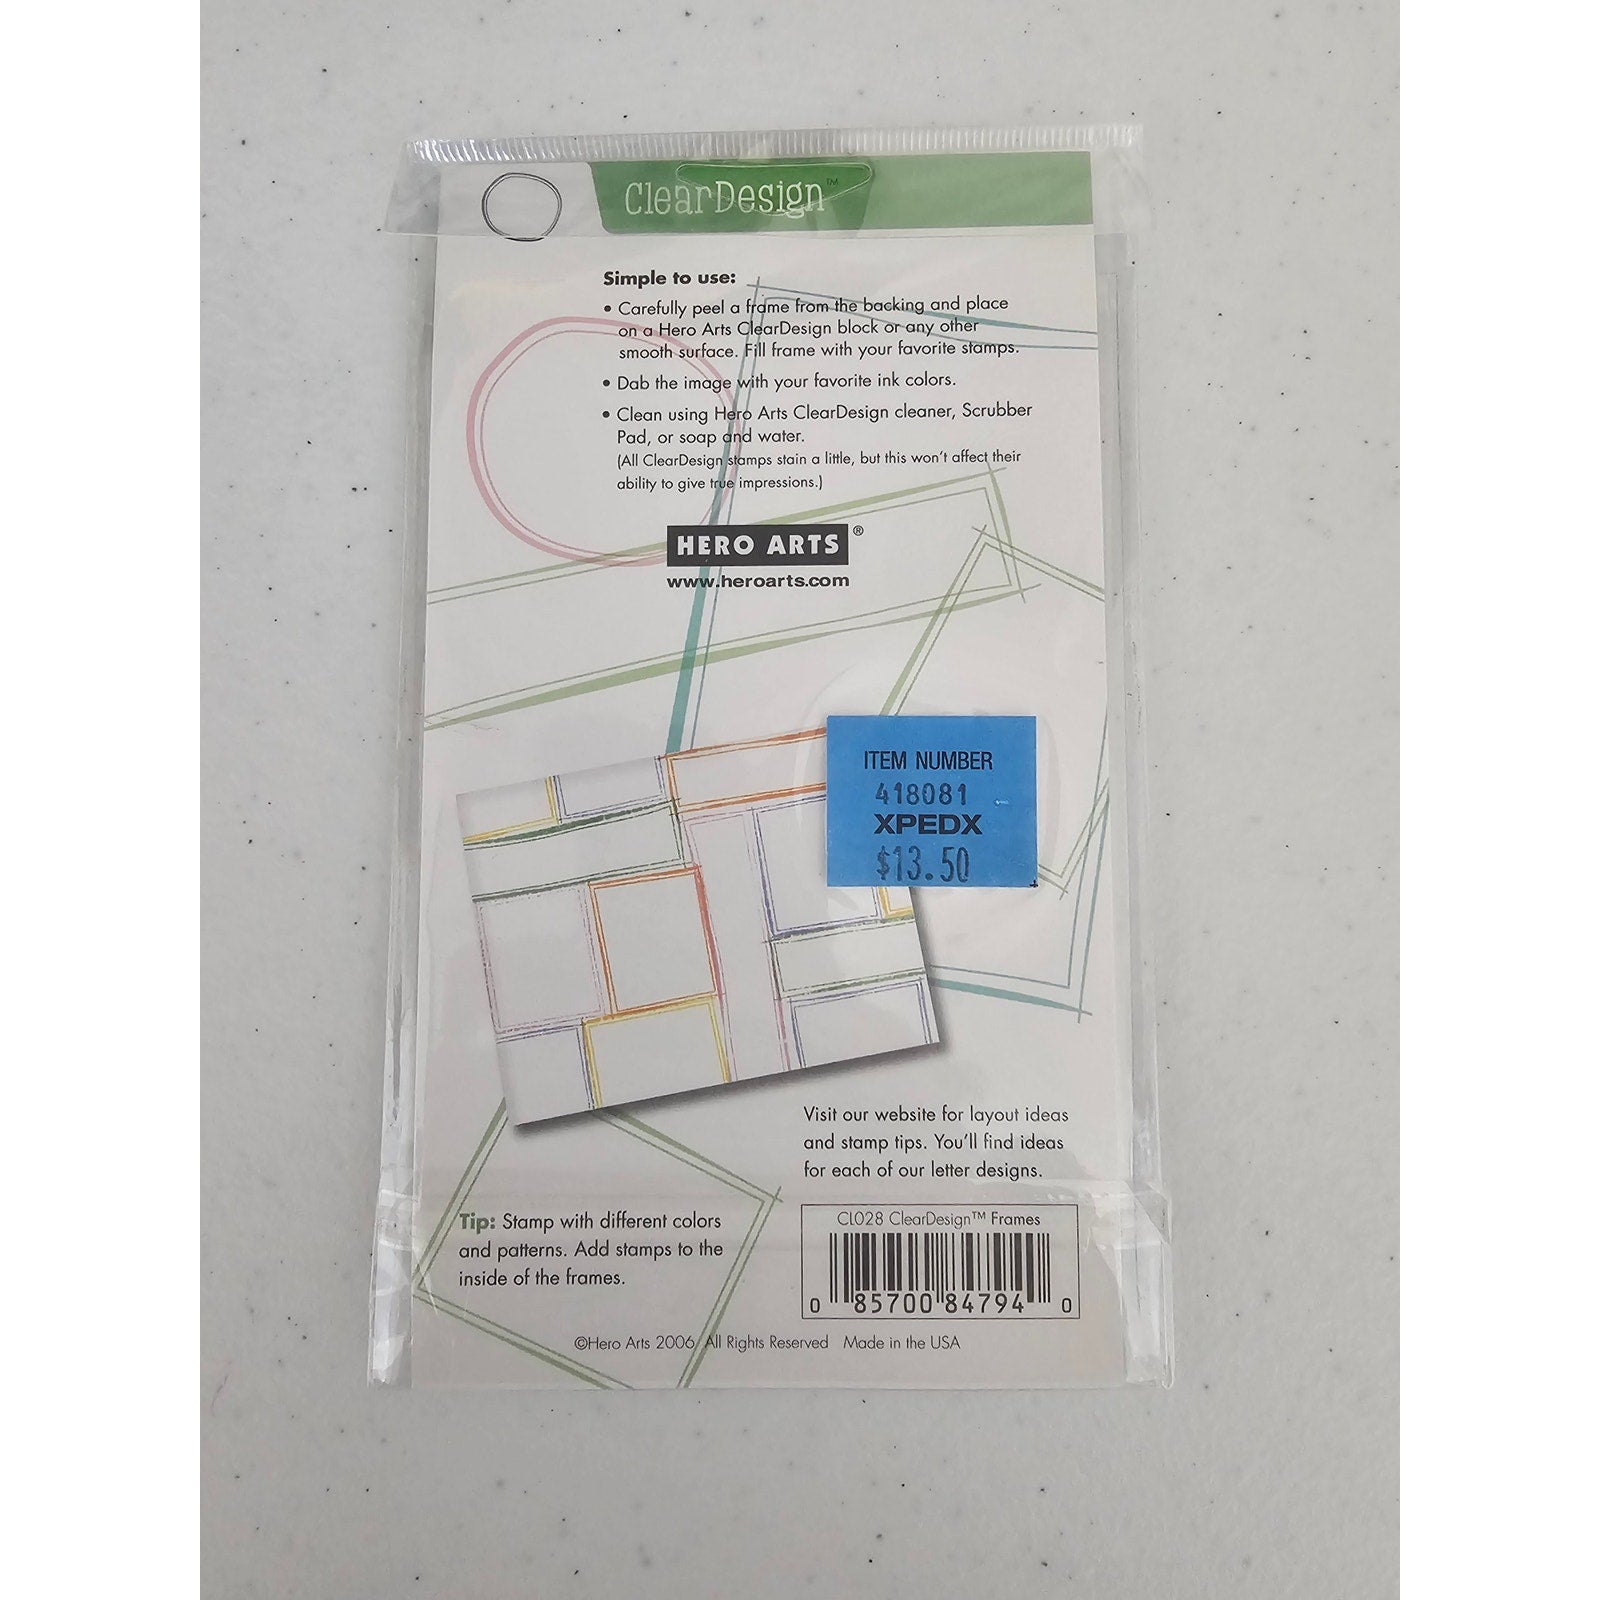 ClearDesign™
Simple to use:
• Carefully peel a frame from the backing and place
on a Hero Arts ClearDesign block or any other
smooth surface. Fill frame with your favorite stamps.
• Dab the image with your favorite ink colors.
• Clean using Hero Arts ClearDesign cleaner, Scrubber
Pad, or soap and water.
(All ClearDesign stamps stain a little, but this won't affect their
ability to give true impressions.)
HERO ARTS®
www.heroarts.com
ITEM NUMBER
418081
XPEDX
$13.50
Visit our website for layout ideas
and stamp tips. You'll find ideas
for each of our letter designs.
Tip: Stamp with different colors
and patterns. Add stamps to the
inside of the frames.
CL028 ClearDesign™ Frames
0 85700 84794 0
©Hero Arts 2006 All Rights Reserved Made in the USA